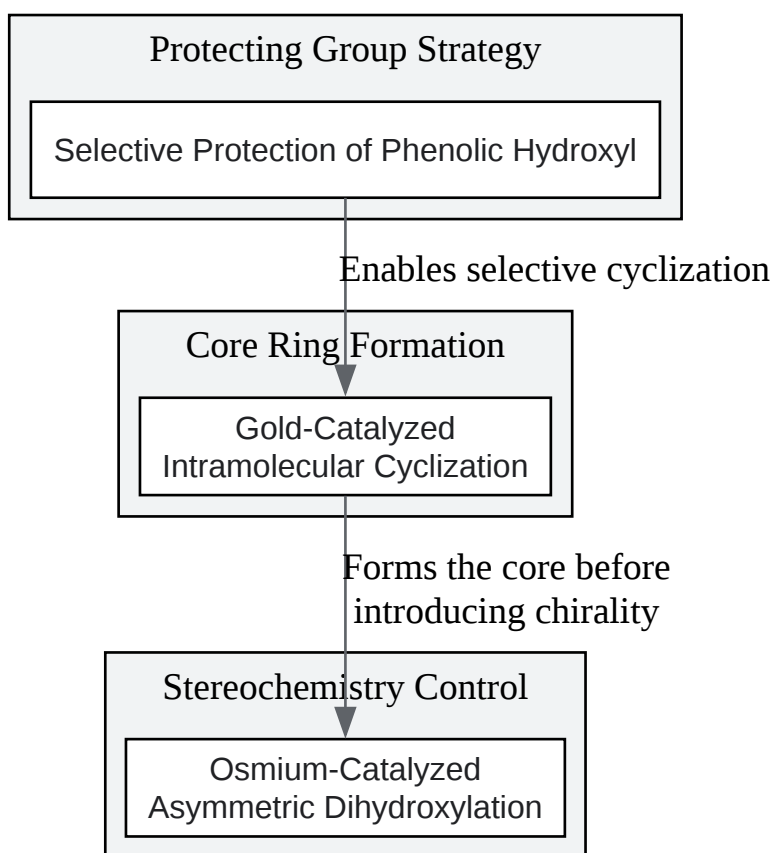 Protecting Group Strategy
Selective Protection of Phenolic Hydroxyl
Enables selective cyclization
Core Ring Formation
Gold-Catalyzed
Intramolecular Cyclization
Forms the core before
introducing chirality
Stereochemistry Control
Osmium-Catalyzed
Asymmetric Dihydroxylation